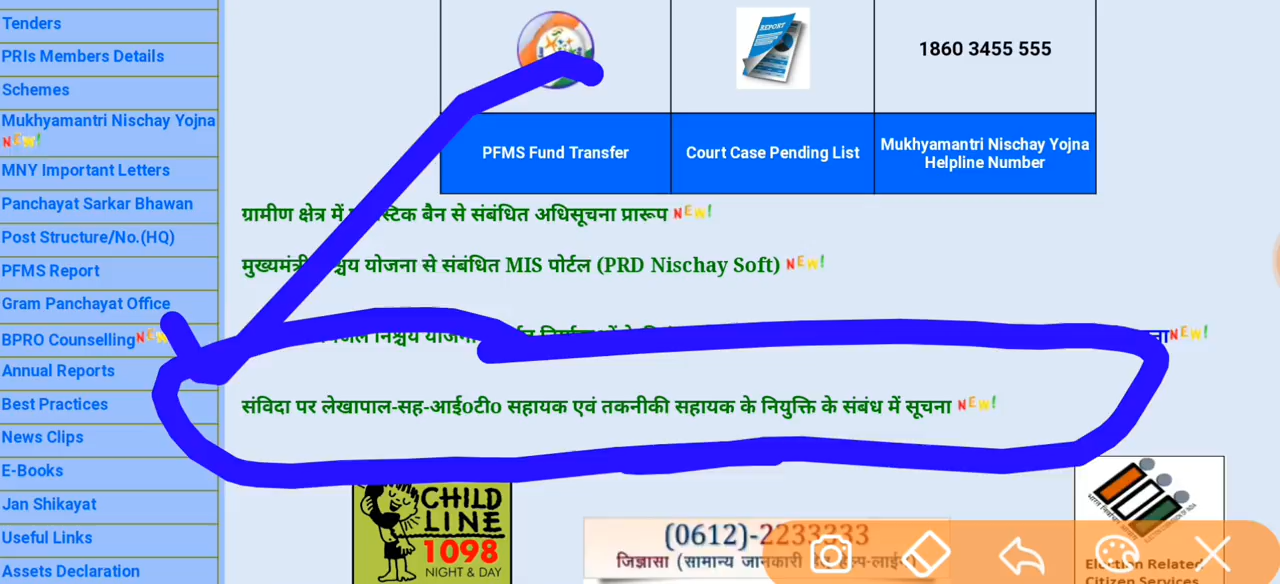 Tenders
PRIs Members Details
Schemes
Mukhyamantri Nischay Yojna
NEW!
MNY Important Letters
Panchayat Sarkar Bhawan
Post Structure/No.(HQ)
PFMS Report
Gram Panchayat Office
BPRO Counselling NEW
Annual Reports
Best Practices
News Clips
E-Books
Jan Shikayat
Useful Links
Assets Declaration
REPORT
1860 3455 555
PFMS Fund Transfer
Court Case Pending List
Mukhyamantri Nischay Yojna
Helpline Number
ग्रामीण क्षेत्र में बैन से संबंधित अधिसूचना प्रारूप NEW!
योजना से संबंधित MIS पोर्टल (PRD Nischay Soft) NEW!
निश्चय NEW!
संविदा पर लेखापाल-सह-आईoटीo सहायक एवं तकनीकी सहायक के नियुक्ति के संबंध में सूचना NEW!
CHILD
LINE
1098
NIGHT & DAY
(0612)-2233333
जिज्ञासा (सामान्य जानकारी
Election Related
Citizen Services